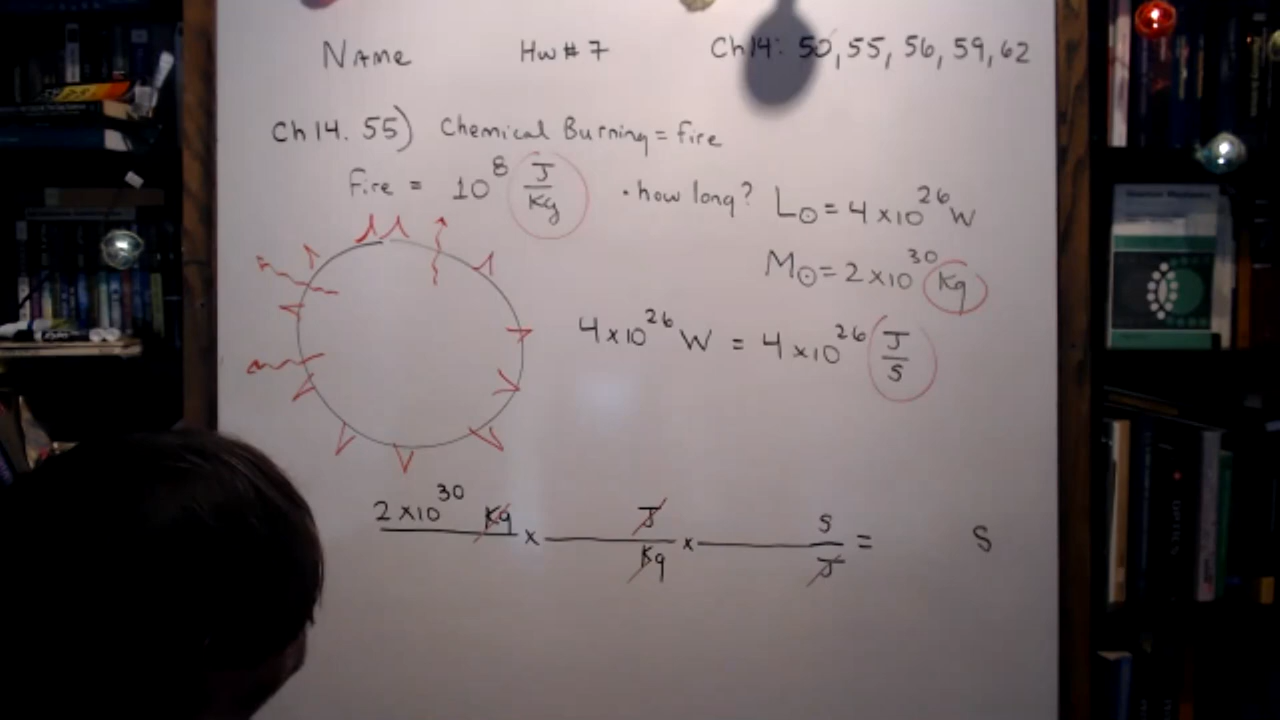 NAME Hw# 7 Ch14: 50, 55, 56, 59, 62
Ch14. 55) Chemical Burning = fire
Fire = 10^8 J/Kg · how long? L⊙ = 4×10^26 W
M⊙ = 2×10^30 Kg
4×10^26 W = 4×10^26 J/S
2×10^30 Kg × J/Kg × S/J = S